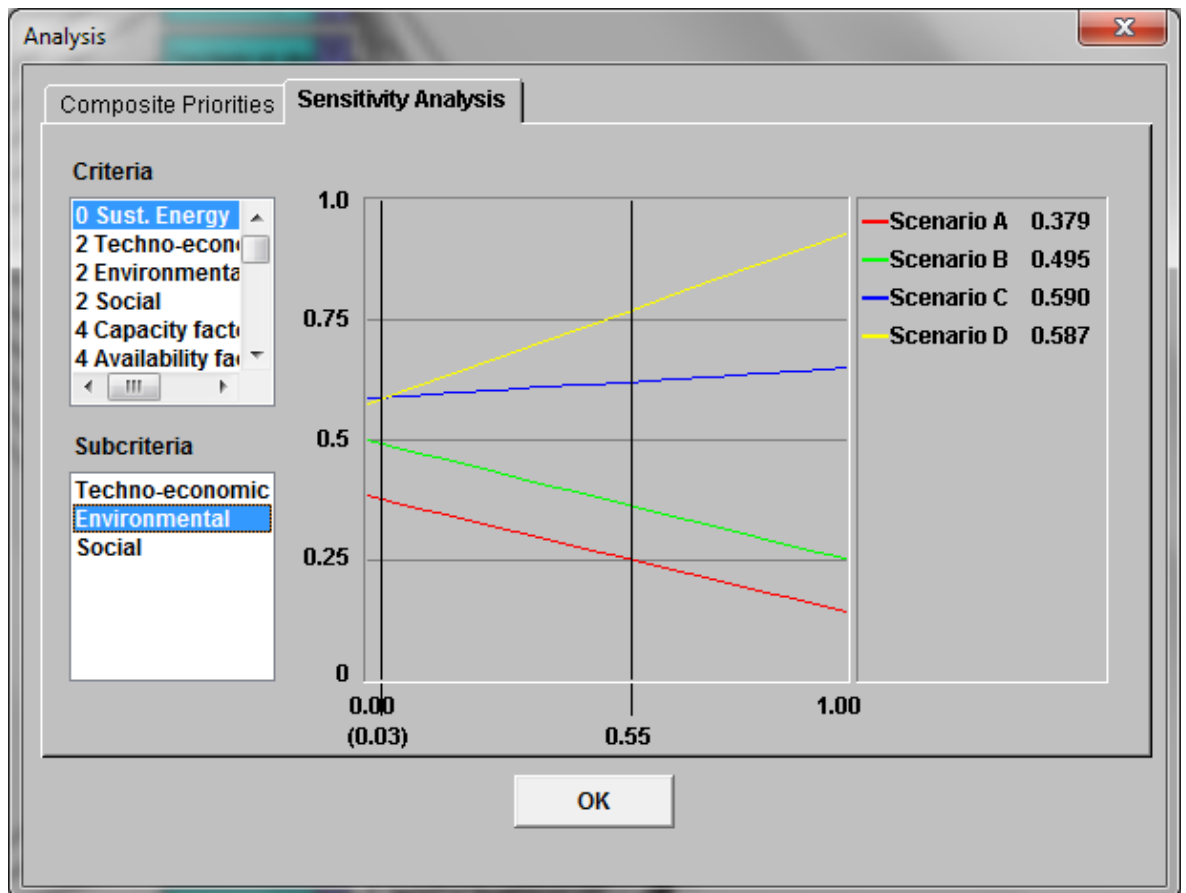 Analysis
Composite Priorities
Sensitivity Analysis
Criteria
0 Sust. Energy
2 Techno-econ
2 Environmenta
2 Social
4 Capacity fact
4 Availability fa
Subcriteria
Techno-economic
Environmental
Social
1.0
0.75
0.5
0.25
0
0.00
(0.03)
0.55
1.00
Scenario A 0.379
Scenario B 0.495
Scenario C 0.590
Scenario D 0.587
OK